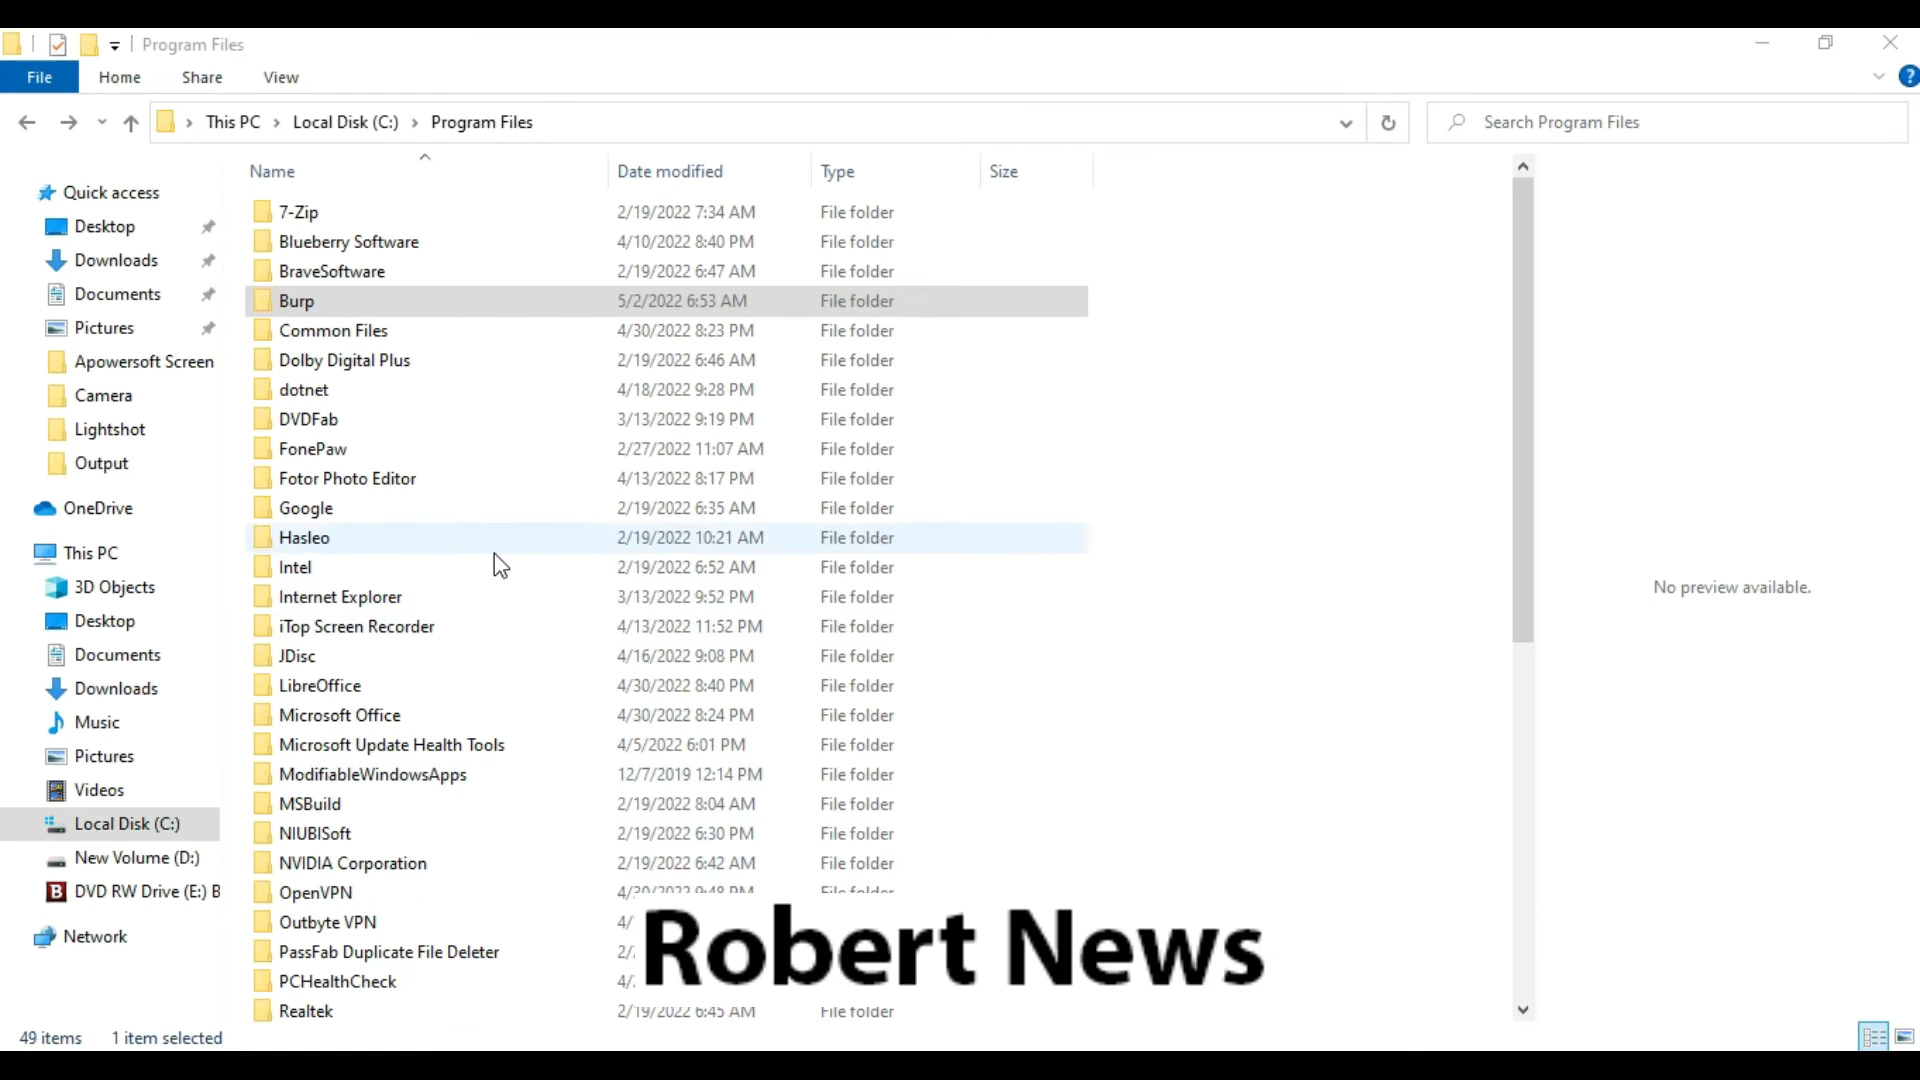 Program Files
File Home Share View
This PC Local Disk (C:) Program Files
Search Program Files
Name Date modified Type Size
Quick access
Desktop
Downloads
Documents
Pictures
Apowersoft Screen
Camera
Lightshot
Output
OneDrive
This PC
3D Objects
Desktop
Documents
Downloads
Music
Pictures
Videos
Local Disk (C:)
New Volume (D:)
B DVD RW Drive (E:) B
Network
7-Zip 2/19/2022 7:34 AM File folder
Blueberry Software 4/10/2022 8:40 PM File folder
BraveSoftware 2/19/2022 6:47 AM File folder
Burp 5/2/2022 6:53 AM File folder
Common Files 4/30/2022 8:23 PM File folder
Dolby Digital Plus 2/19/2022 6:46 AM File folder
dotnet 4/18/2022 9:28 PM File folder
DVDFab 3/13/2022 9:19 PM File folder
FonePaw 2/27/2022 11:07 AM File folder
Fotor Photo Editor 4/13/2022 8:17 PM File folder
Google 2/19/2022 6:35 AM File folder
Hasleo 2/19/2022 10:21 AM File folder
Intel 2/19/2022 6:52 AM File folder
Internet Explorer 3/13/2022 9:52 PM File folder
iTop Screen Recorder 4/13/2022 11:52 PM File folder
JDisc 4/16/2022 9:08 PM File folder
LibreOffice 4/30/2022 8:40 PM File folder
Microsoft Office 4/30/2022 8:24 PM File folder
Microsoft Update Health Tools 4/5/2022 6:01 PM File folder
ModifiableWindowsApps 12/7/2019 12:14 PM File folder
MSBuild 2/19/2022 8:04 AM File folder
NIUBISoft 2/19/2022 6:30 PM File folder
NVIDIA Corporation 2/19/2022 6:42 AM File folder
OpenVPN 4/30/2022 9:48 PM File folder
Outbyte VPN 4/
PassFab Duplicate File Deleter 2/
PCHealthCheck 4/
Realtek 2/19/2022 6:45 AM File folder
No preview available.
Robert News
49 items 1 item selected